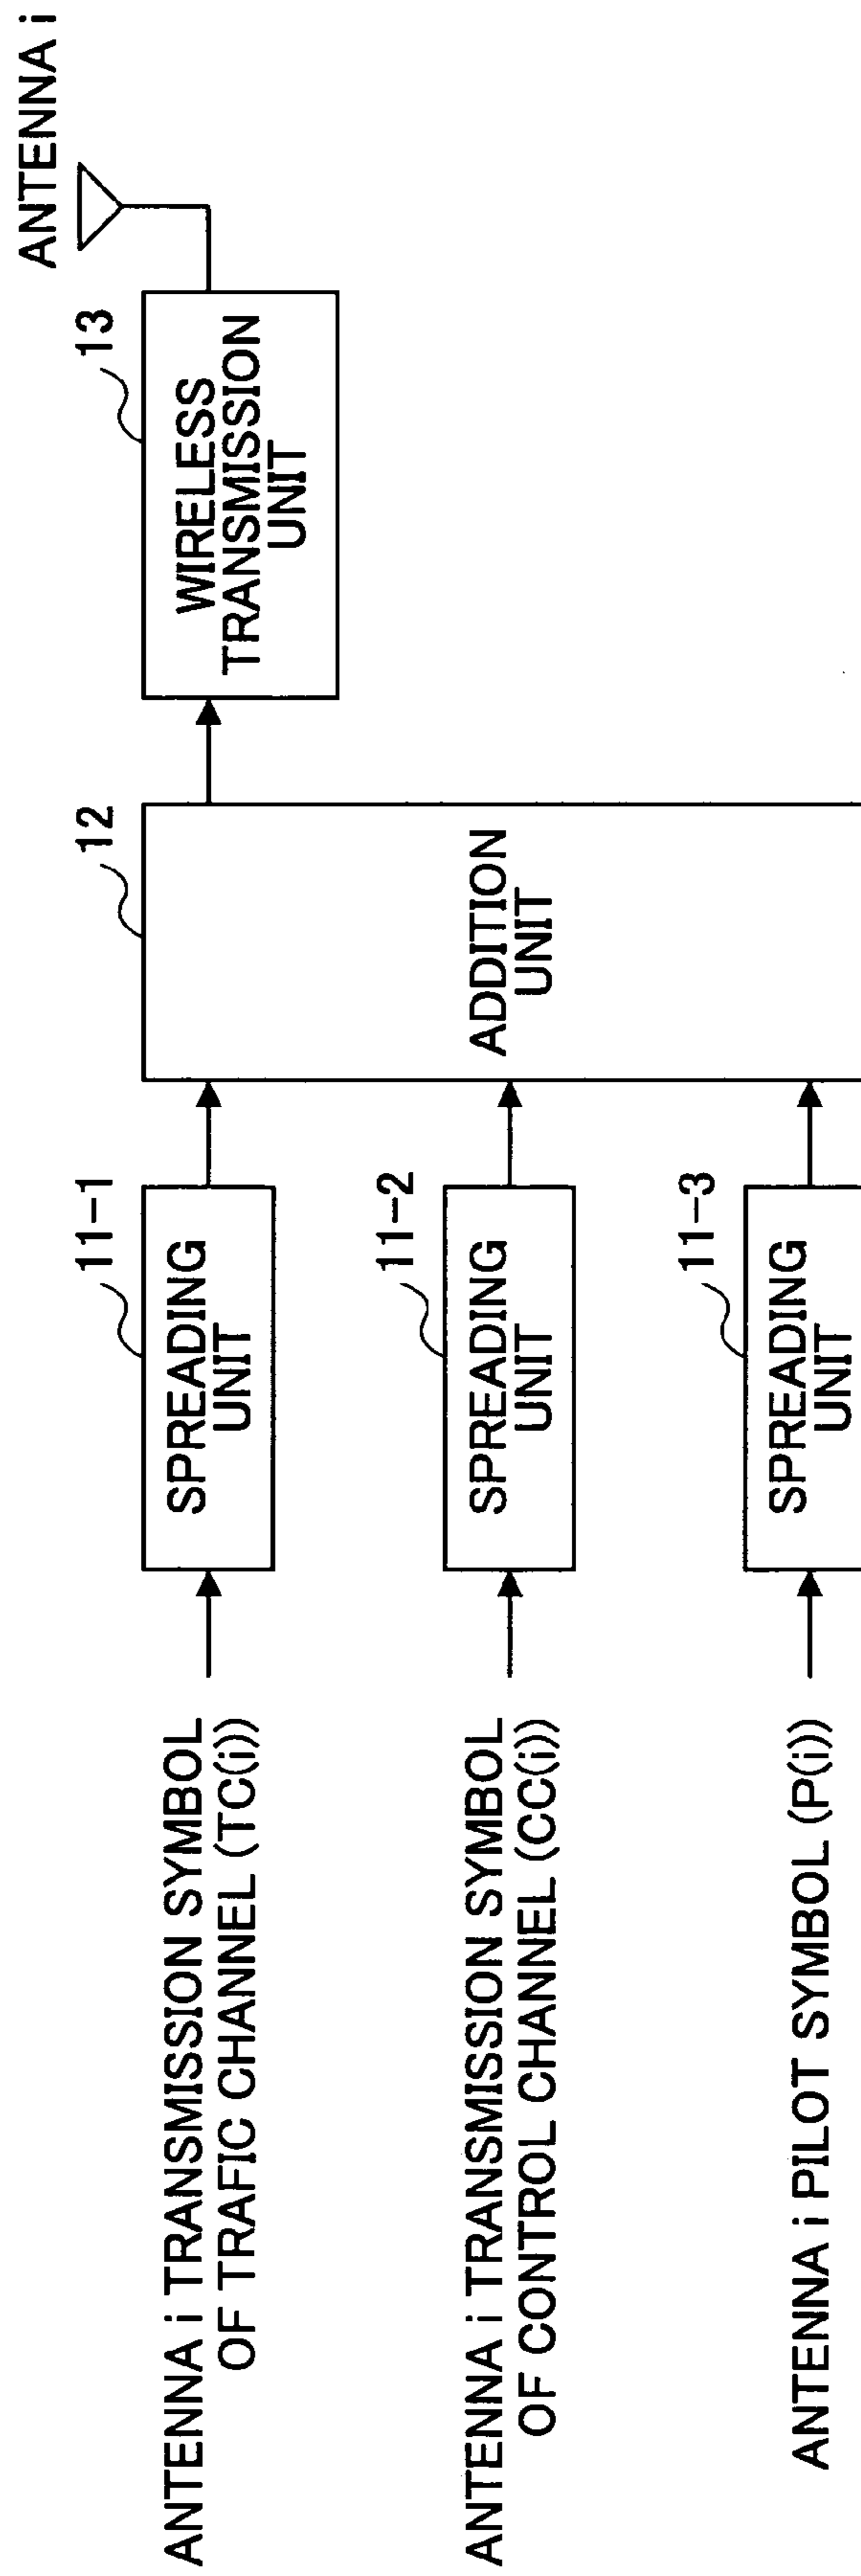 ANTENNA i
13
WIRELESS
TRANSMISSION
UNIT
12
ADDITION
UNIT
11-1
SPREADING
UNIT
11-2
SPREADING
UNIT
11-3
SPREADING
UNIT
ANTENNA i TRANSMISSION SYMBOL
OF TRAFIC CHANNEL (TC(i))
ANTENNA i TRANSMISSION SYMBOL
OF CONTROL CHANNEL (CC(i))
ANTENNA i PILOT SYMBOL (P(i))